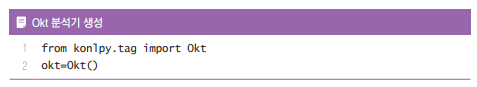 Okt 분석기 생성
1 from konlpy.tag import Okt
2 okt=Okt()